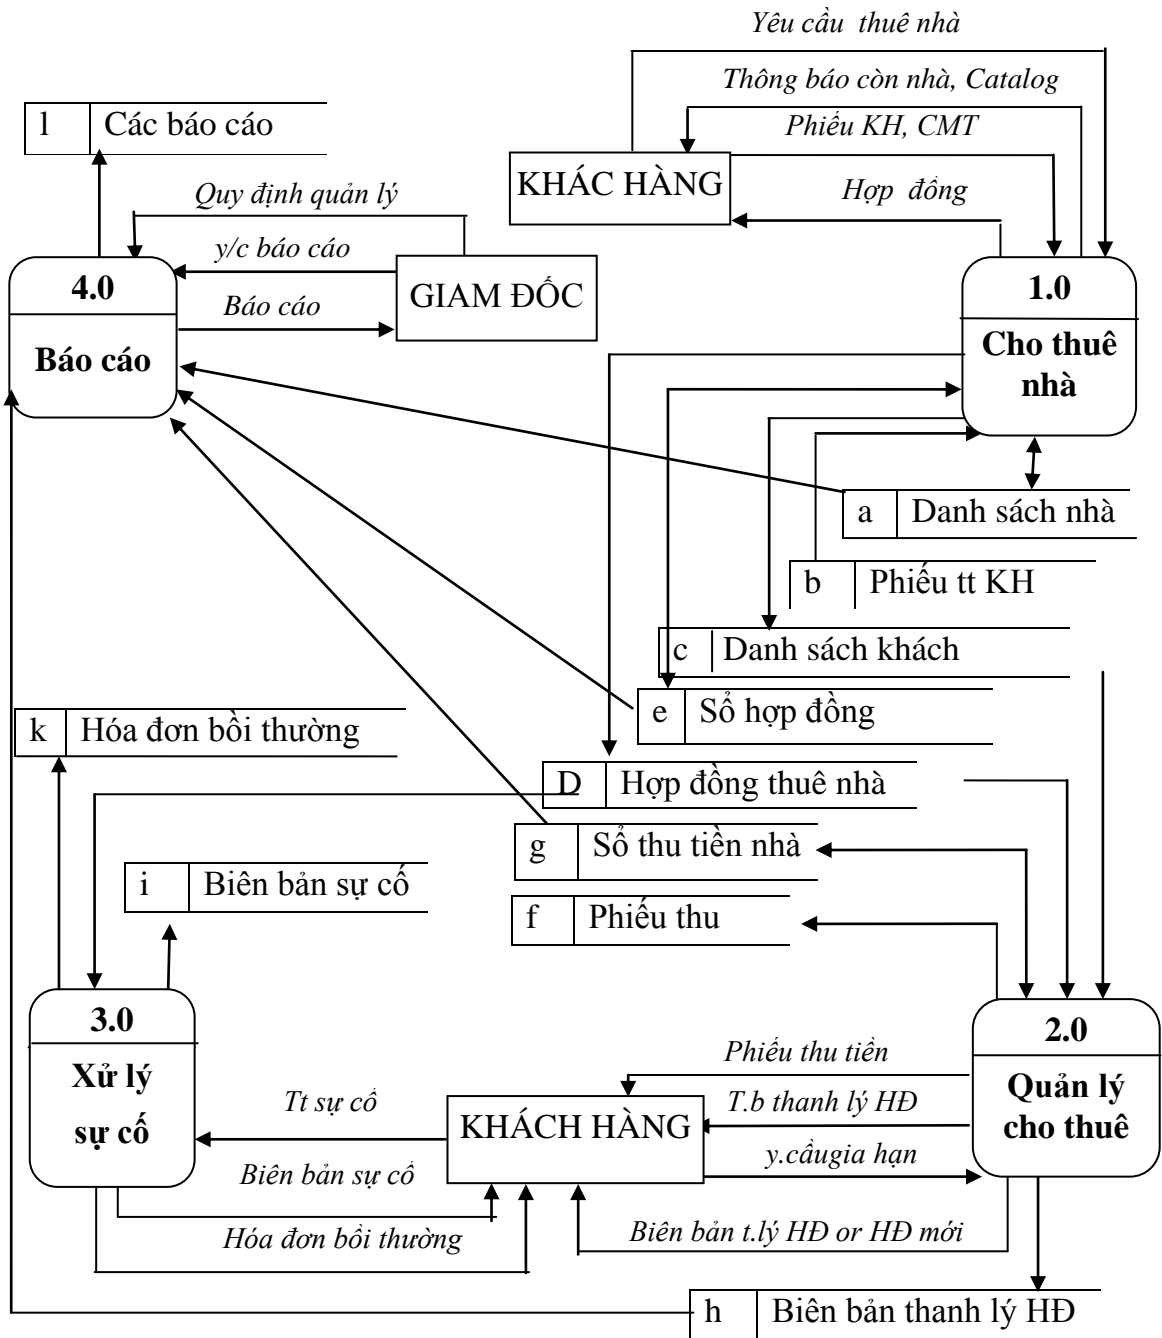 Yêu cầu  thuê nhà
Thông báo còn nhà, Catalog
l Các báo cáo
Phiếu KH, CMT
KHÁC HÀNG
Quy định quản lý
Hợp  đồng
y/c báo cáo
4.0
GIAM ĐỐC
1.0
Báo cáo
Báo cáo
Cho thuê
nhà
a Danh sách nhà
b Phiếu tt KH
c Danh sách khách
e Sổ hợp đồng
k Hóa đơn bồi thường
D Hợp đồng thuê nhà
g Sổ thu tiền nhà
i Biên bản sự cố
f Phiếu thu
3.0
2.0
Xử lý
sự cố
Phiếu thu tiền
Quản lý
cho thuê
Tt sự cố
KHÁCH HÀNG
T.b thanh lý HĐ
y.cầugia hạn
Biên bản sự cố
Hóa đơn bồi thường
Biên bản t.lý HĐ or HĐ mới
h Biên bản thanh lý HĐ